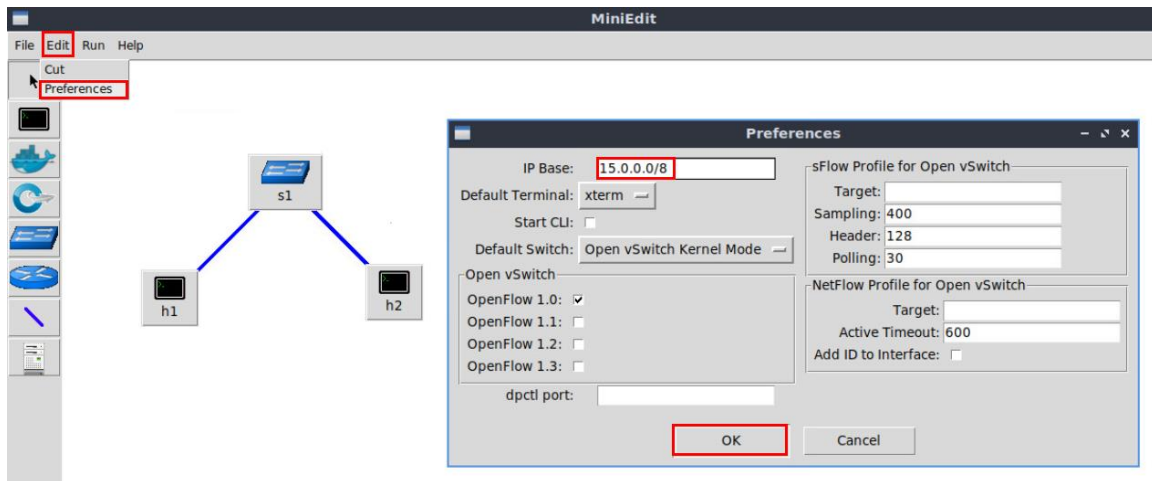 MiniEdit
File Edit Run Help
Cut
Preferences
s1
h1
h2
Preferences
IP Base: 15.0.0.0/8
Default Terminal: xterm
Start CLI:
Default Switch: Open vSwitch Kernel Mode
Open vSwitch
OpenFlow 1.0:
OpenFlow 1.1:
OpenFlow 1.2:
OpenFlow 1.3:
dpctl port:
sFlow Profile for Open vSwitch
Target:
Sampling: 400
Header: 128
Polling: 30
NetFlow Profile for Open vSwitch
Target:
Active Timeout: 600
Add ID to Interface:
OK Cancel